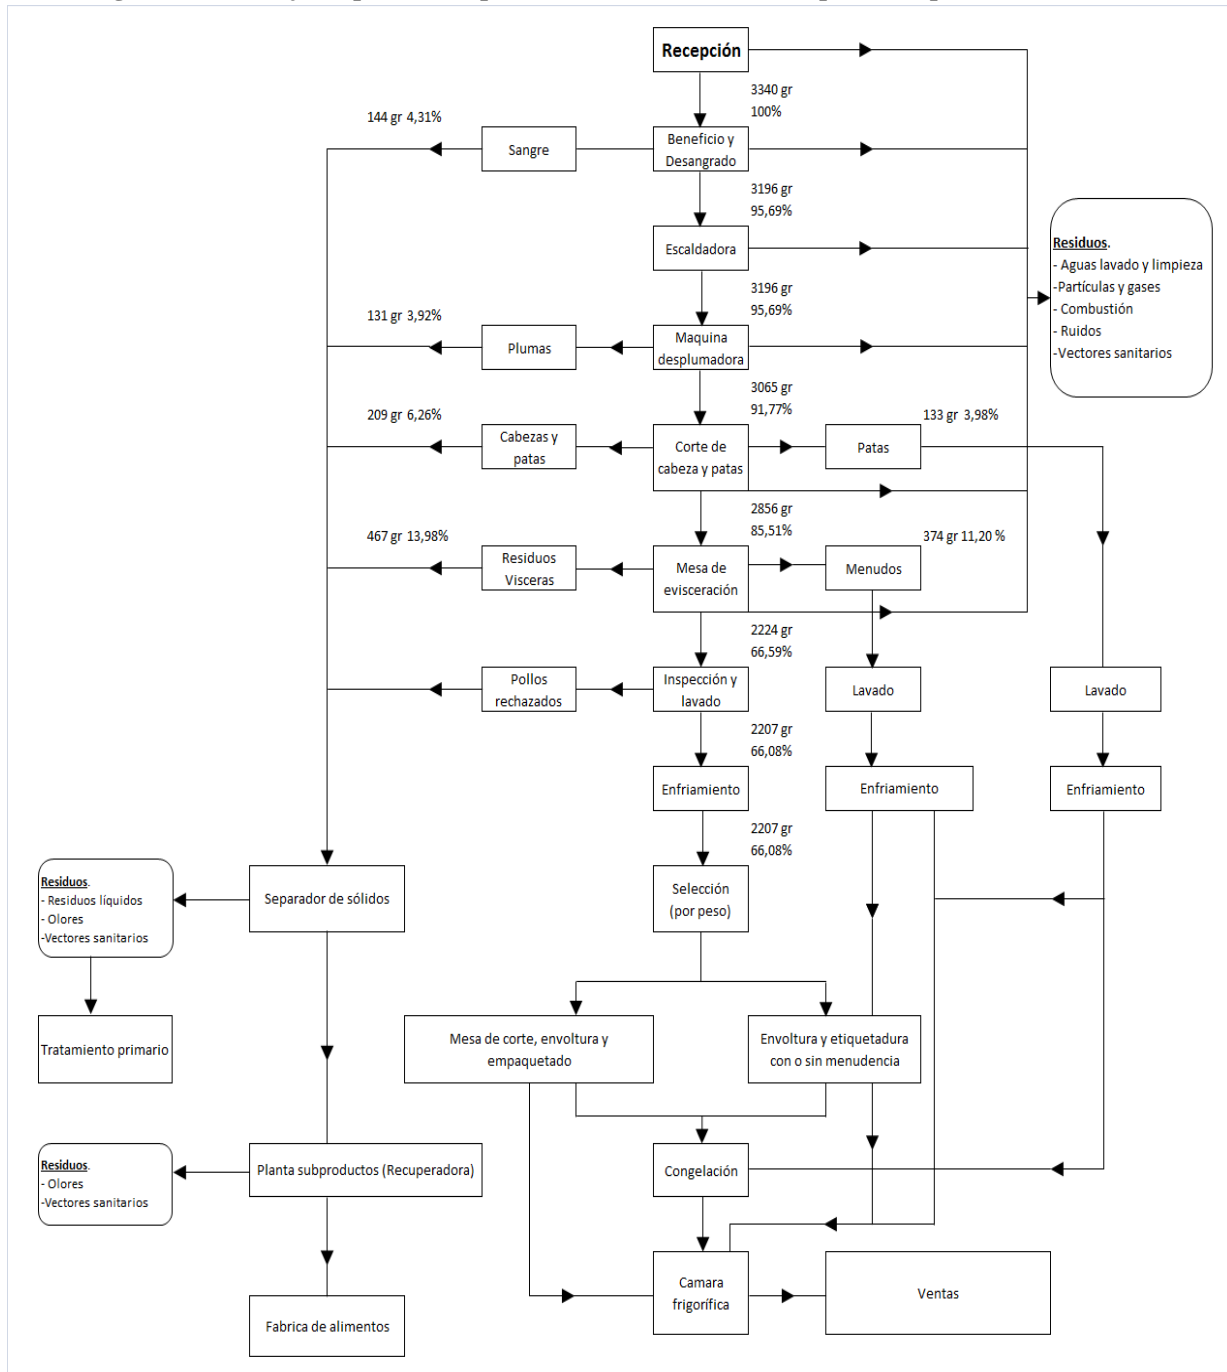 Recepción
3340 gr
100%
144 gr 4,31%
Sangre
Beneficio y
Desangrado
3196 gr
95,69%
Escaldadora
Residuos.
- Aguas lavado y limpieza
-Partículas y gases
- Combustión
- Ruidos
-Vectores sanitarios
3196 gr
95,69%
131 gr 3,92%
Plumas
Maquina
desplumadora
3065 gr
91,77%
209 gr 6,26%
133 gr 3,98%
Cabezas y
patas
Corte de
cabeza y patas
Patas
2856 gr
85,51%
467 gr 13,98%
374 gr 11,20 %
Residuos
Visceras
Mesa de
evisceración
Menudos
2224 gr
66,59%
Pollos
rechazados
Inspección y
lavado
Lavado
Lavado
2207 gr
66,08%
Enfriamiento
Enfriamiento
Enfriamiento
2207 gr
66,08%
Residuos.
- Residuos líquidos
- Olores
-Vectores sanitarios
Separador de sólidos
Selección
(por peso)
Tratamiento primario
Mesa de corte, envoltura y
empaquetado
Envoltura y etiquetadura
con o sin menudencia
Residuos.
- Olores
-Vectores sanitarios
Planta subproductos (Recuperadora)
Congelación
Camara
frigorífica
Ventas
Fabrica de alimentos